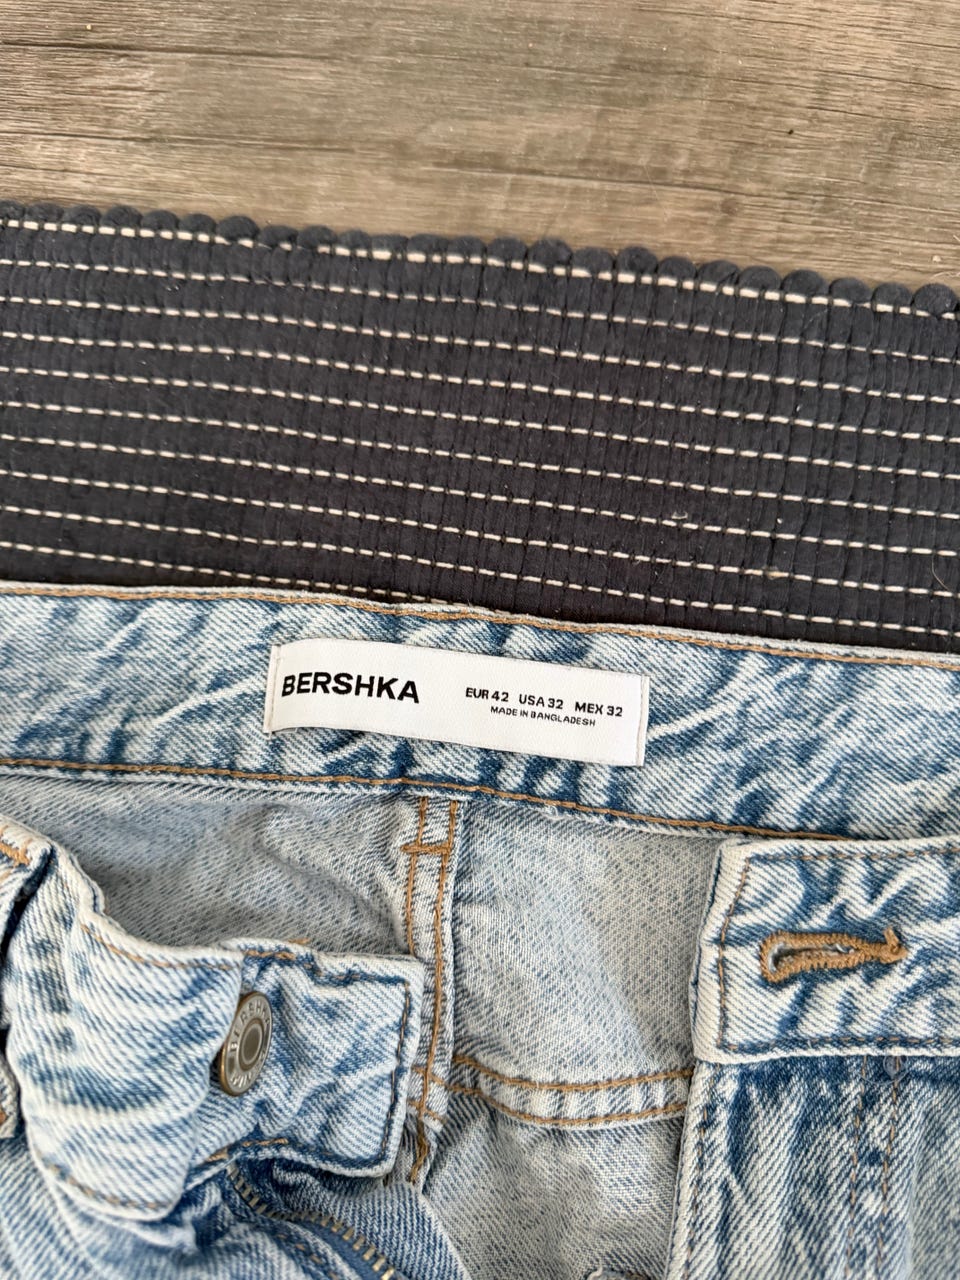 BERSHKA
EUR 42 USA 32 MEX 32
MADE IN BANGLADESH